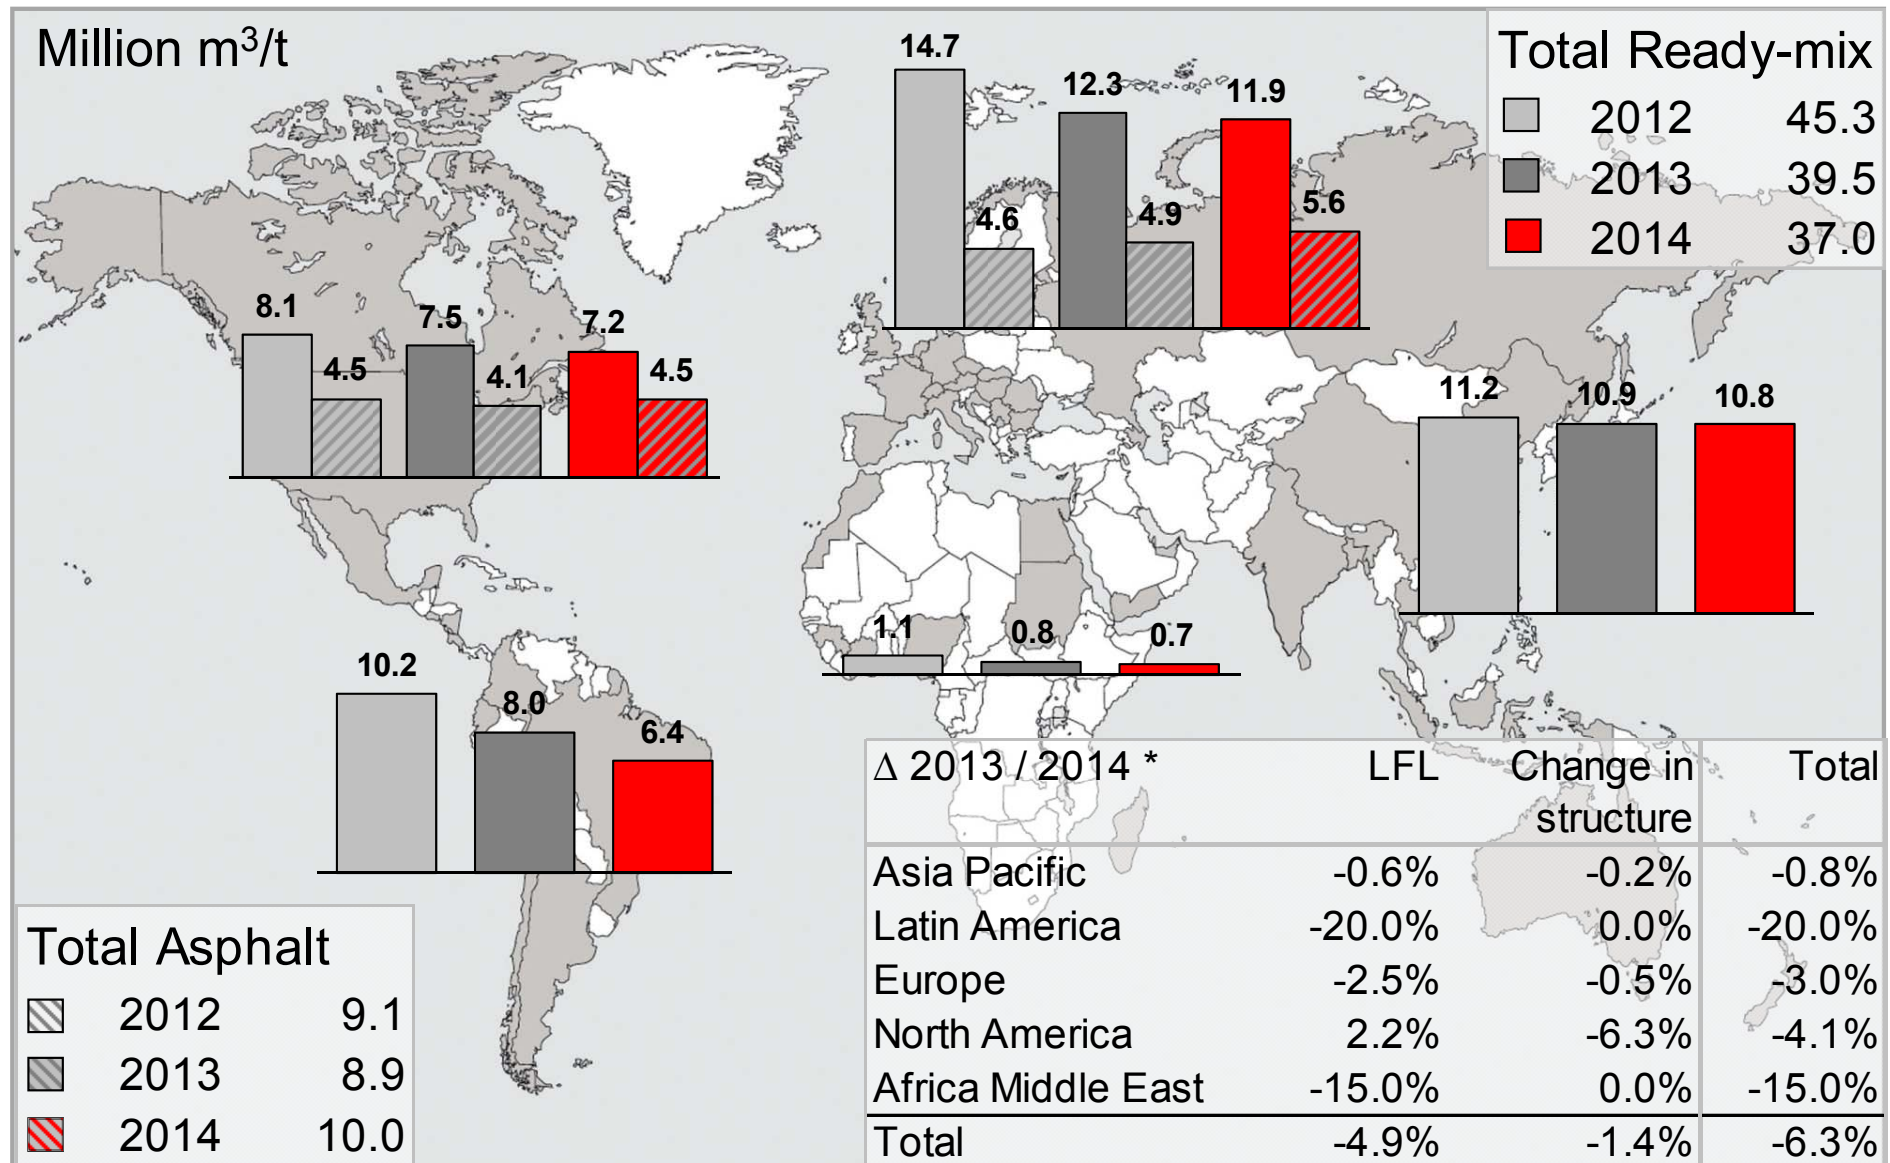 Million m³/t
14.7
12.3
11.9
4.6
4.9
5.6
Total Ready-mix
2012 45.3
2013 39.5
2014 37.0
8.1
7.5
7.2
4.5
4.1
4.5
11.2
10.9
10.8
1.1
0.8
0.7
10.2
8.0
6.4
Total Asphalt
2012 9.1
2013 8.9
2014 10.0
Δ 2013 / 2014 * LFL Change in Total
structure
Asia Pacific -0.6% -0.2% -0.8%
Latin America -20.0% 0.0% -20.0%
Europe -2.5% -0.5% -3.0%
North America 2.2% -6.3% -4.1%
Africa Middle East -15.0% 0.0% -15.0%
Total -4.9% -1.4% -6.3%